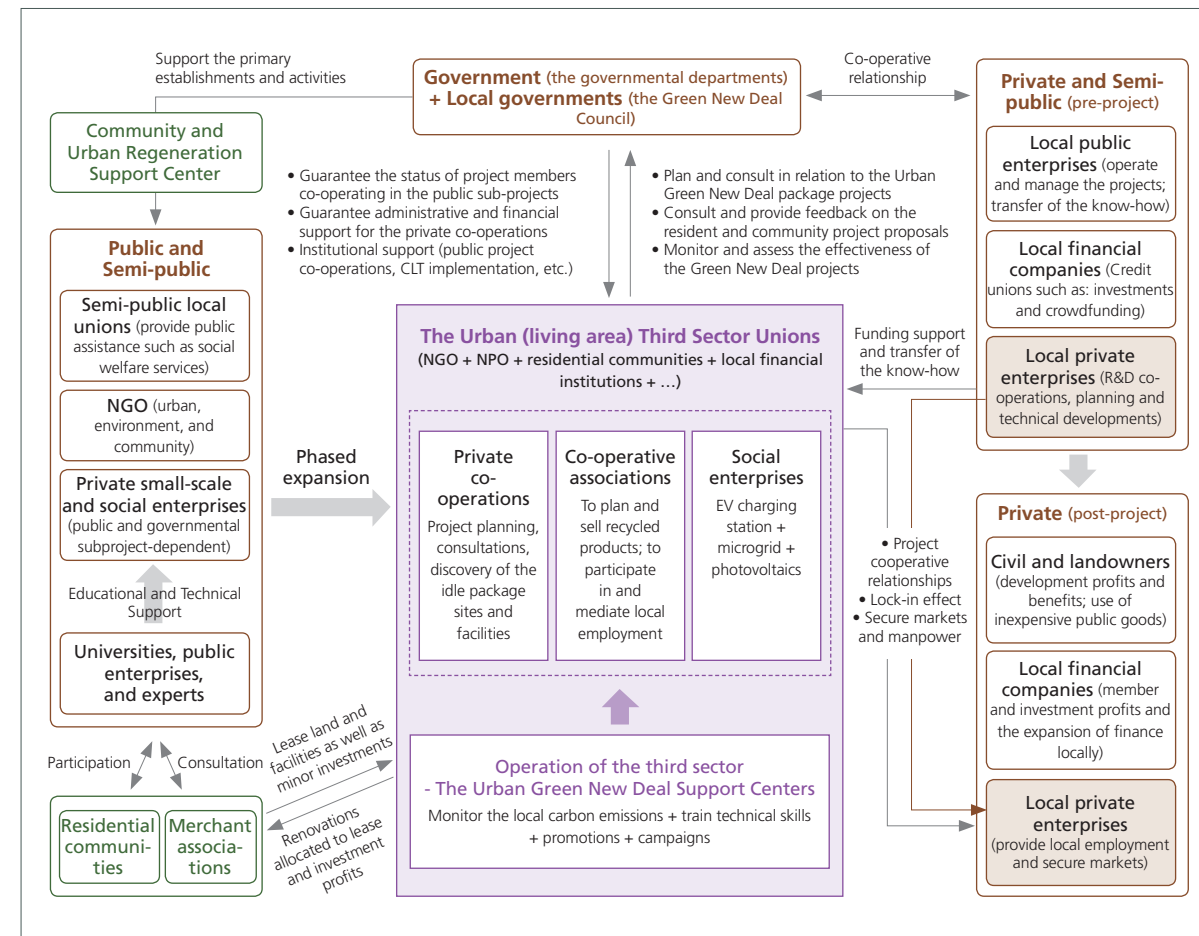 Support the primary
establishments and activities
Government (the governmental departments)
+ Local governments (the Green New Deal
Council)
Co-operative
relationship
Private and Semi-
public (pre-project)
Local public
enterprises (operate
and manage the projects;
transfer of the know-how)
Local financial
companies (Credit
unions such as: investments
and crowdfunding)
Local private
enterprises (R&D co-
operations, planning and
technical developments)
Community and
Urban Regeneration
Support Center
• Guarantee the status of project members
co-operating in the public sub-projects
• Guarantee administrative and financial
support for the private co-operations
• Institutional support (public project
co-operations, CLT implementation, etc.)
• Plan and consult in relation to the Urban
Green New Deal package projects
• Consult and provide feedback on the
resident and community project proposals
• Monitor and assess the effectiveness of
the Green New Deal projects
Public and
Semi-public
Semi-public local
unions (provide public
assistance such as social
welfare services)
NGO (urban,
environment, and
community)
Private small-scale
and social enterprises
(public and governmental
subproject-dependent)
Educational and Technical
Support
Universities, public
enterprises,
and experts
Phased
expansion
The Urban (living area) Third Sector Unions
(NGO + NPO + residential communities + local financial
institutions + ...)
Private
co-
operations
Project planning,
consultations,
discovery of the
idle package
sites and
facilities
Co-operative
associations
To plan and
sell recycled
products; to
participate
in and
mediate local
employment
Social
enterprises
EV charging
station +
microgrid +
photovoltaics
Funding support
and transfer of
the know-how
• Project
cooperative
relationships
• Lock-in effect
• Secure markets
and manpower
Private (post-project)
Civil and landowners
(development profits and
benefits; use of
inexpensive public goods)
Local financial
companies (member
and investment profits and
the expansion of finance
locally)
Local private
enterprises
(provide local employment
and secure markets)
Operation of the third sector
- The Urban Green New Deal Support Centers
Monitor the local carbon emissions + train technical skills
+ promotions + campaigns
Participation
Consultation
Lease land and
facilities as well as
minor investments
Renovations
allocated to lease
and investment
profits
Residential
communi-
ties
Merchant
associa-
tions